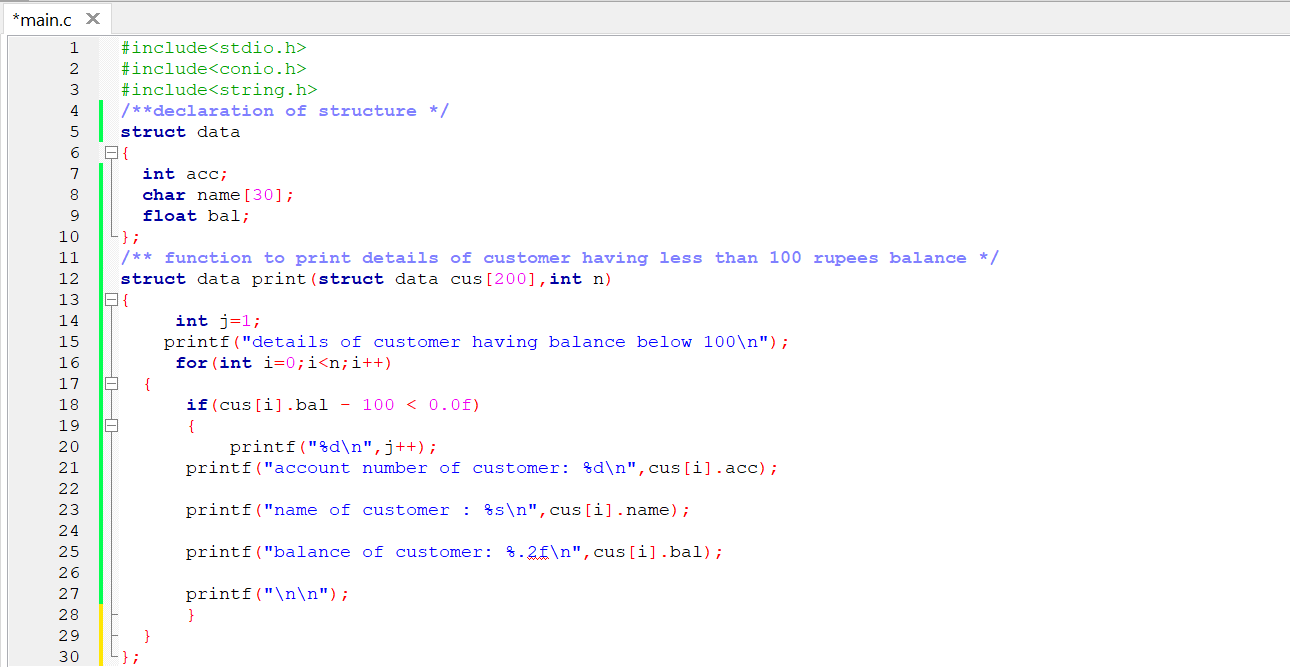 *main.c ✕
1 #include<stdio.h>
2 #include<conio.h>
3 #include<string.h>
4 /**declaration of structure */
5 struct data
6 {
7 int acc;
8 char name[30];
9 float bal;
10 };
11 /** function to print details of customer having less than 100 rupees balance */
12 struct data print(struct data cus[200],int n)
13 {
14 int j=1;
15 printf("details of customer having balance below 100\n");
16 for(int i=0;i<n;i++)
17 {
18 if(cus[i].bal - 100 < 0.0f)
19 {
20 printf("%d\n",j++);
21 printf("account number of customer: %d\n",cus[i].acc);
22
23 printf("name of customer : %s\n",cus[i].name);
24
25 printf("balance of customer: %.2f\n",cus[i].bal);
26
27 printf("\n\n");
28 }
29 }
30 };